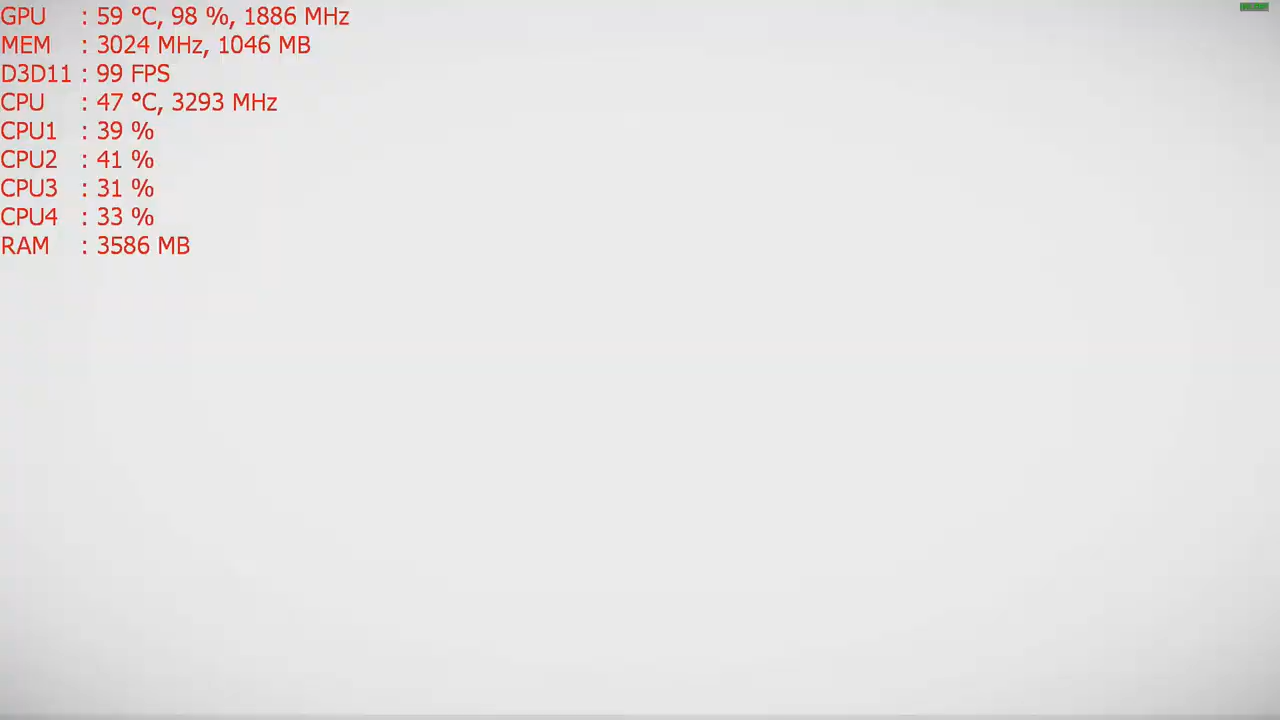 GPU : 59 °C, 98 %, 1886 MHz
MEM : 3024 MHz, 1046 MB
D3D11 : 99 FPS
CPU : 47 °C, 3293 MHz
CPU1 : 39 %
CPU2 : 41 %
CPU3 : 31 %
CPU4 : 33 %
RAM : 3586 MB